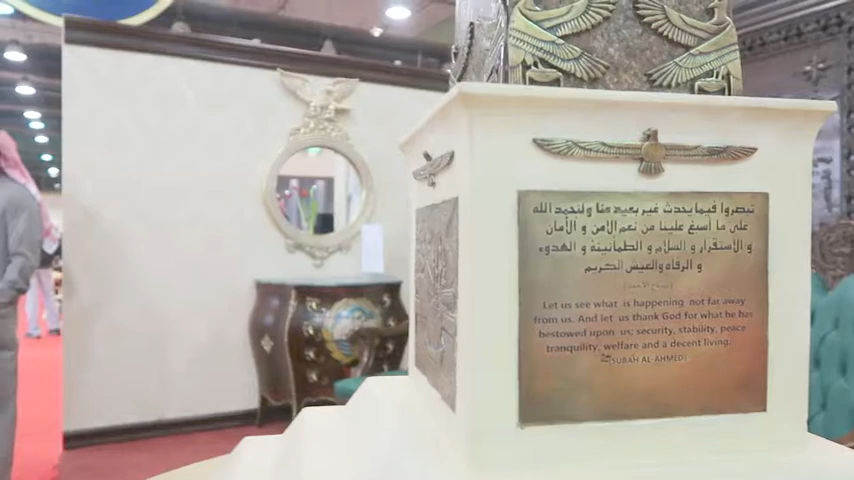 تبصروا فيما يحدث غير بعيد عنا ولنحمد الله
على ما أسبغ علينا من نعم الأمن و الأمان
و الاستقرار و السلام و الطمأنينة و الهدوء
و الرفاه والعيش الكريم
Let us see what is happening not far away
from us. And let us thank God for what he has
bestowed upon us; security, stability, peace
tranquility, welfare and a decent living.
SUBAH AL-AHMED